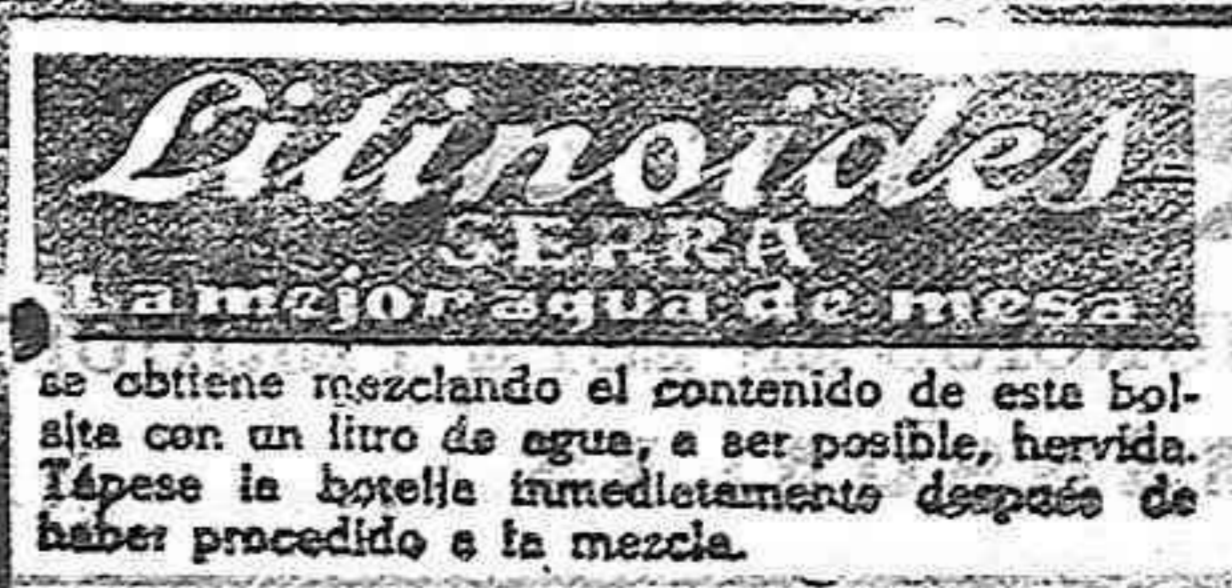 Litinoides
SERRA
La mejor agua de mesa
se obtiene mezclando el contenido de esta bol-
sita con un litro de agua, a ser posible, hervida.
Tápese la botella inmediatamente después de
haber procedido a la mezcla.